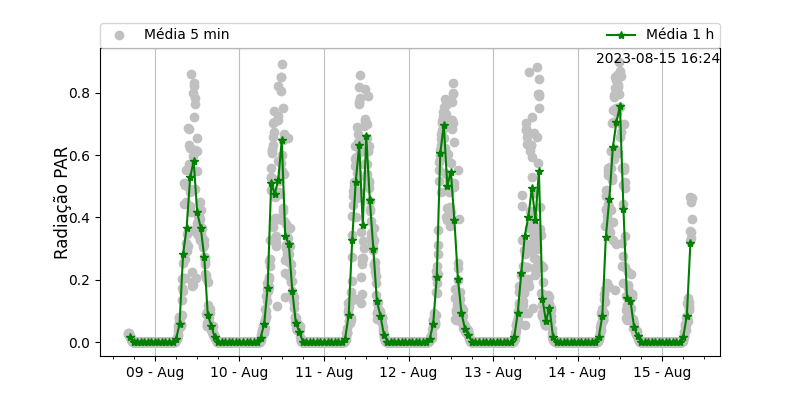 Média 5 min
Média 1 h
2023-08-15 16:24
Radiação PAR
0.8
0.6
0.4
0.2
0.0
09 - Aug
10 - Aug
11 - Aug
12 - Aug
13 - Aug
14 - Aug
15 - Aug